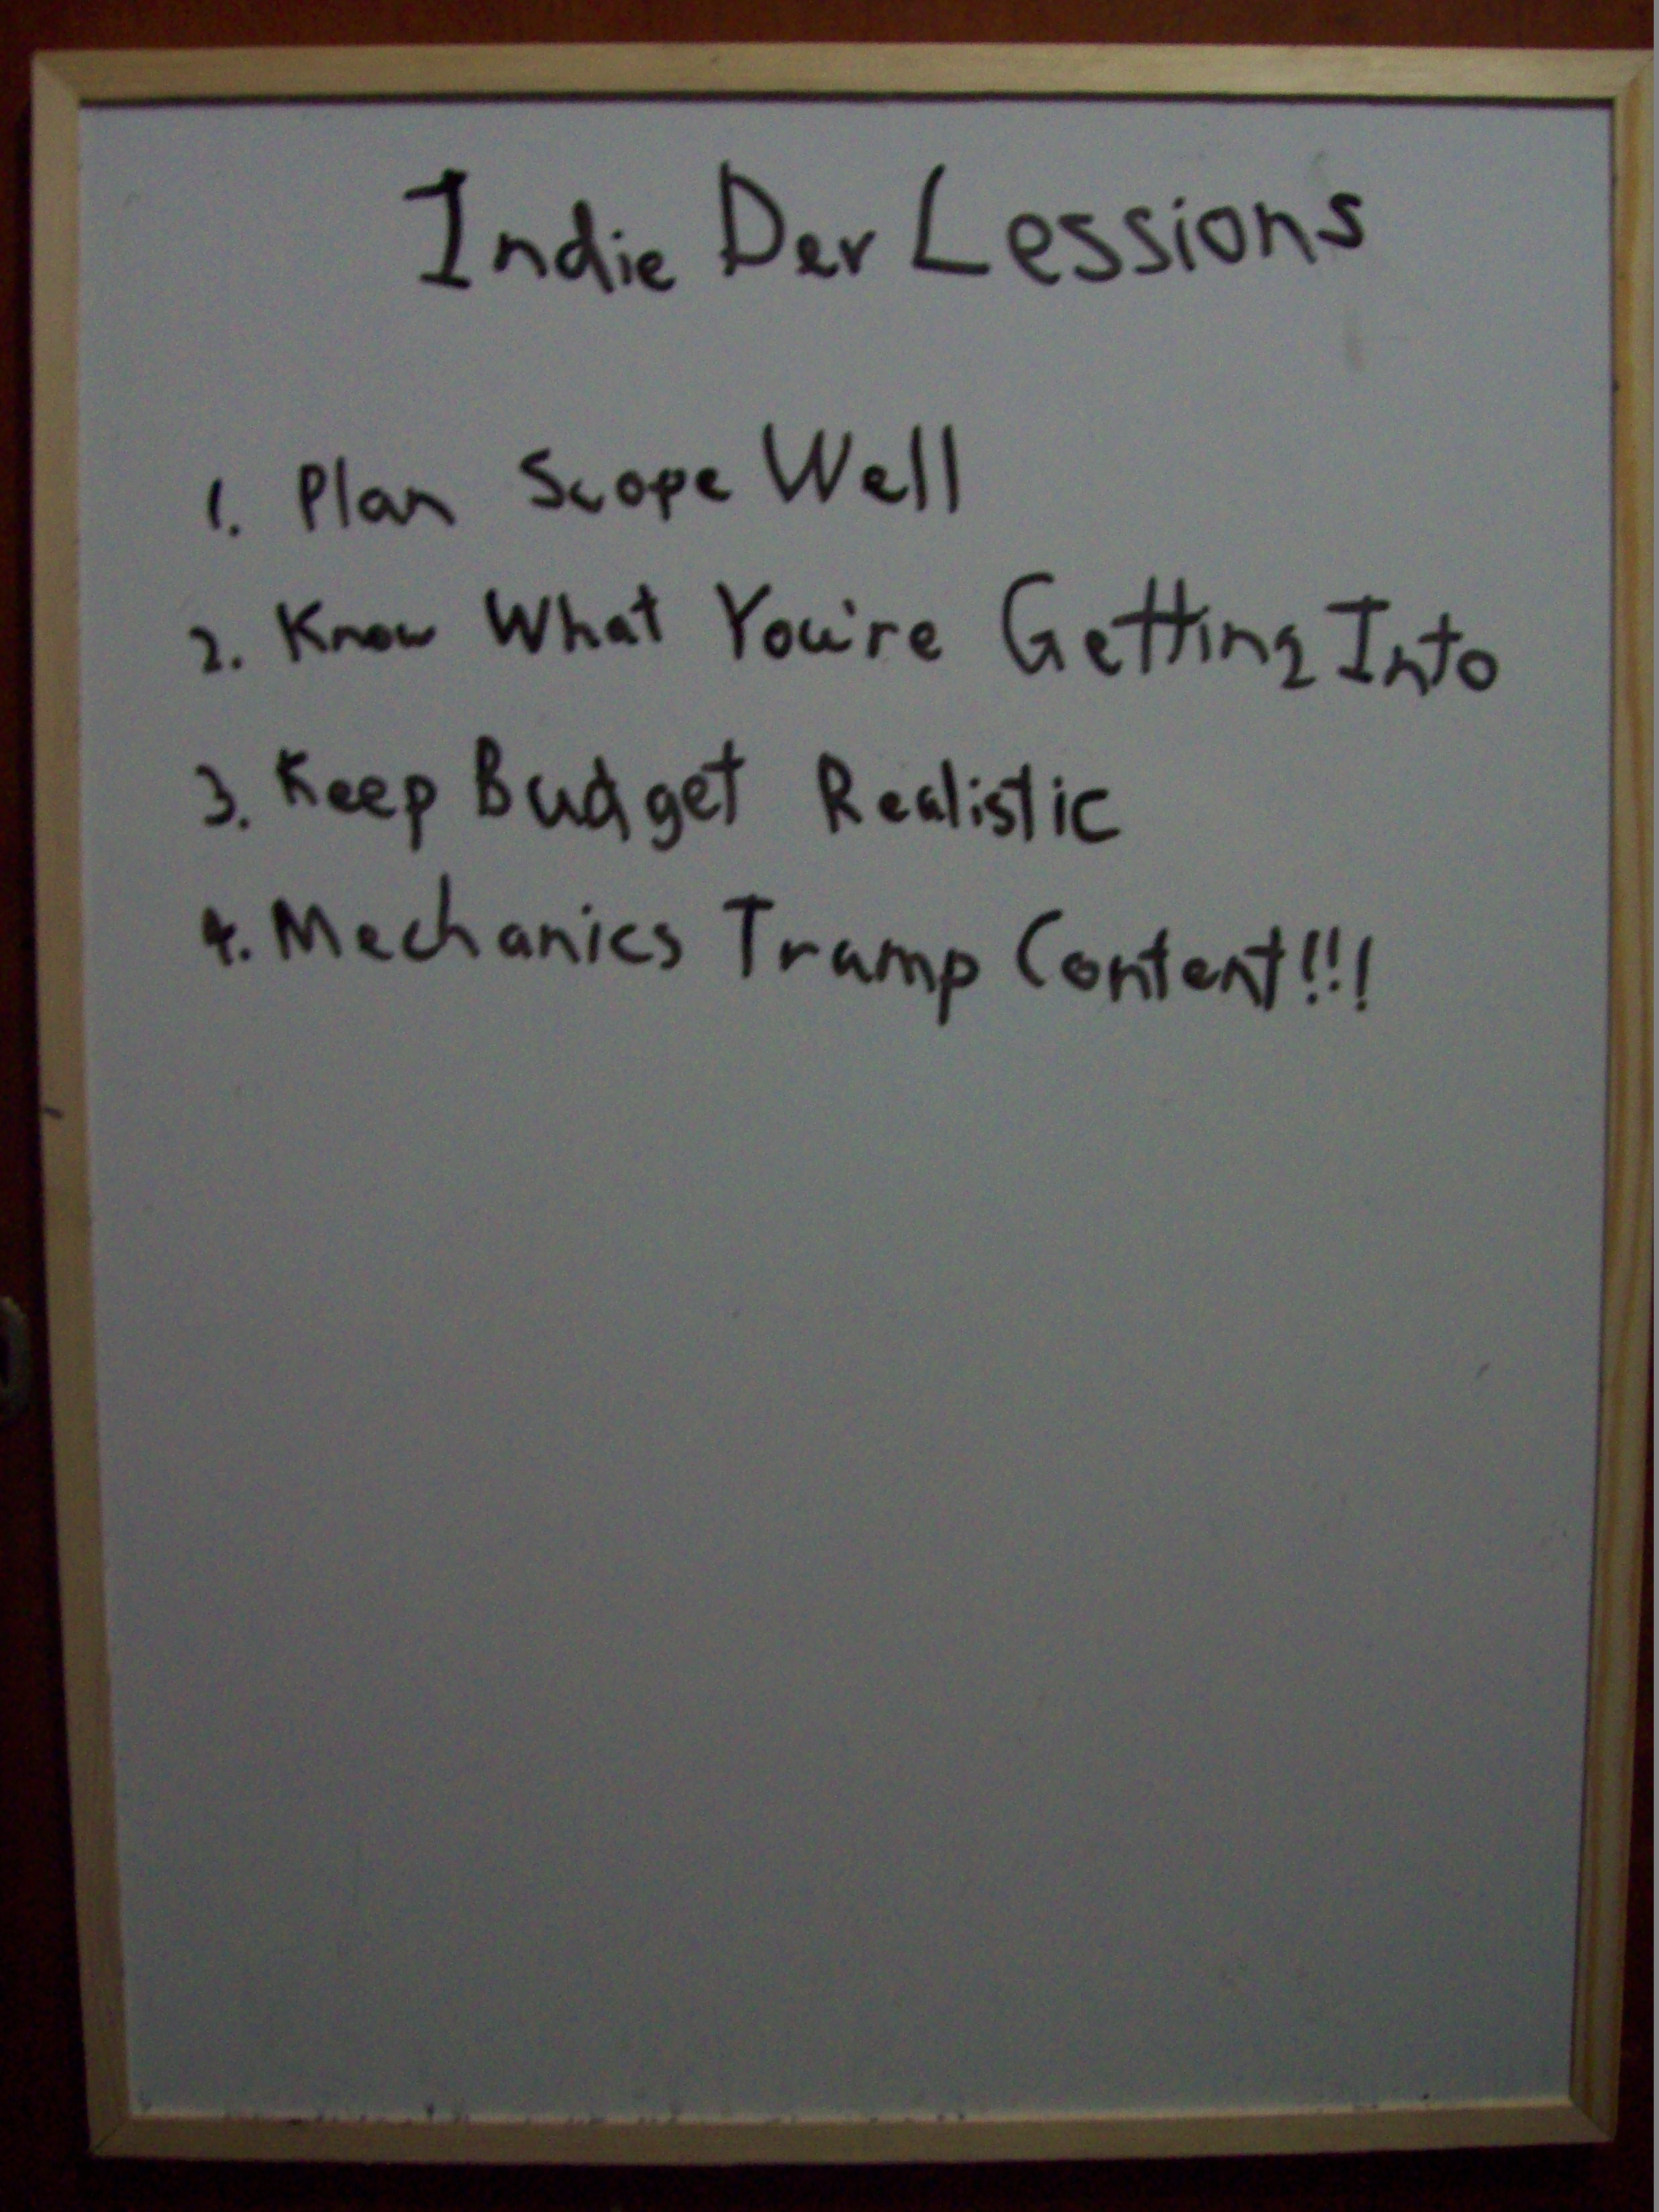 Indie Dev Lessions
1. Plan Scope Well
2. Know What You're Getting Into
3. Keep Budget Realistic
4. Mechanics Tramp Content!!!